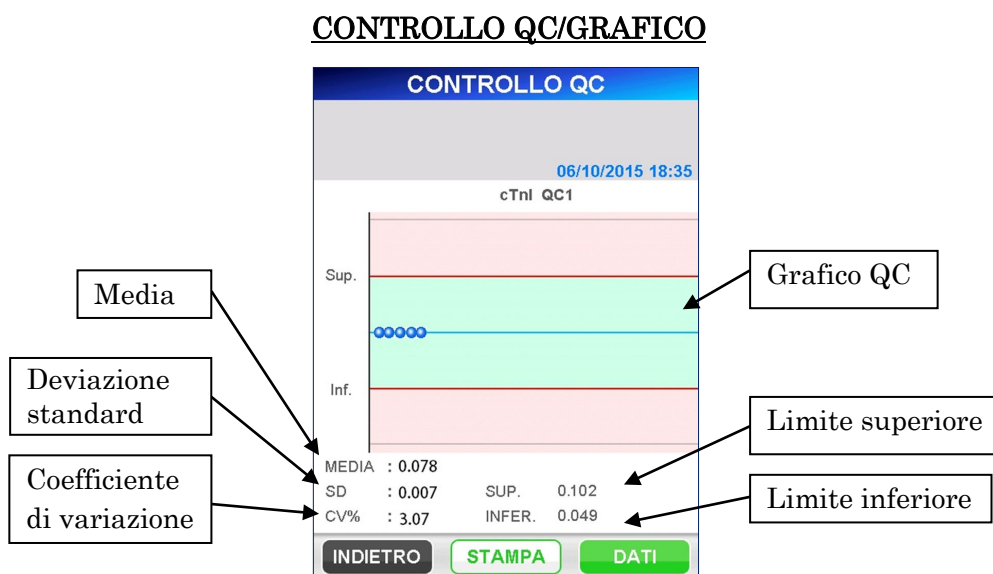 CONTROLLO QC/GRAFICO
CONTROLLO QC
06/10/2015 18:35
cTnI QC1
Sup.
Inf.
Media
Deviazione
standard
Coefficiente
di variazione
Grafico QC
Limite superiore
Limite inferiore
MEDIA : 0.078
SD : 0.007 SUP. 0.102
CV% : 3.07 INFER. 0.049
INDIETRO STAMPA DATI